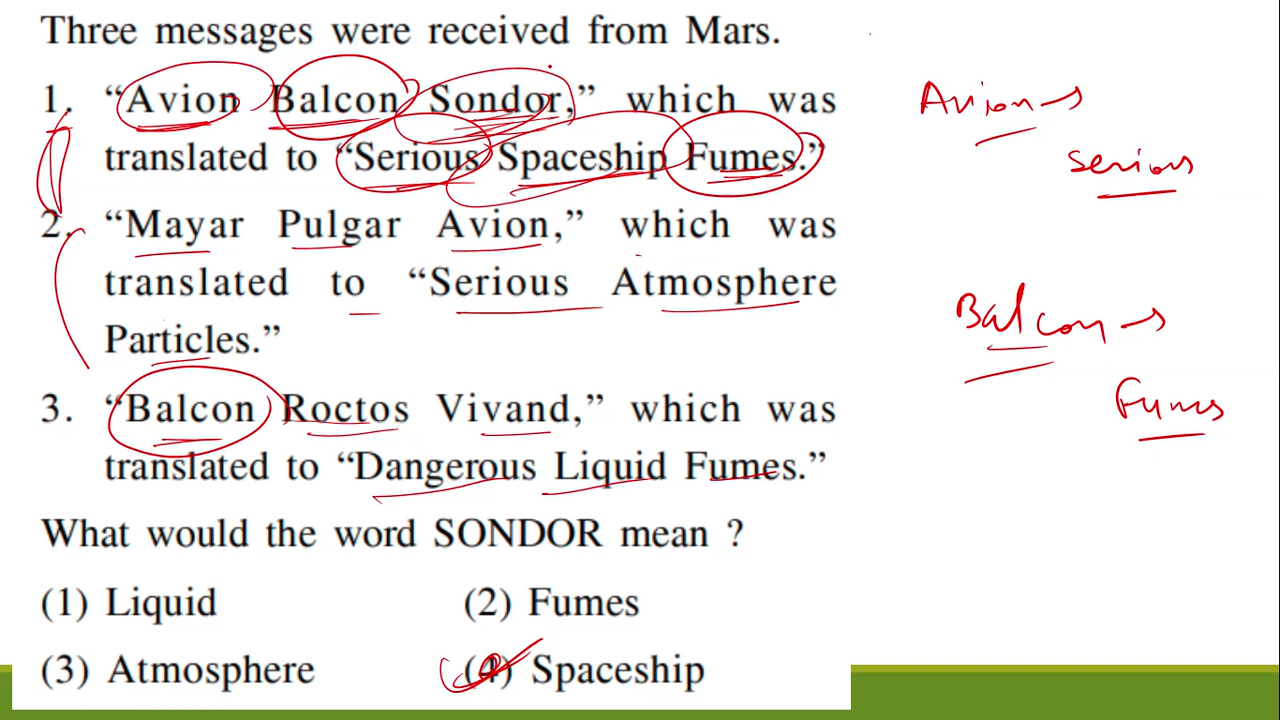 Three messages were received from Mars.
1. “Avion Balcon Sondor,” which was
translated to “Serious Spaceship Fumes.”
2. “Mayar Pulgar Avion,” which was
translated to “Serious Atmosphere
Particles.”
3. “Balcon Roctos Vivand,” which was
translated to “Dangerous Liquid Fumes.”
What would the word SONDOR mean ?
(1) Liquid (2) Fumes
(3) Atmosphere (4) Spaceship
Avion→
serious
Balcon→
Fumes